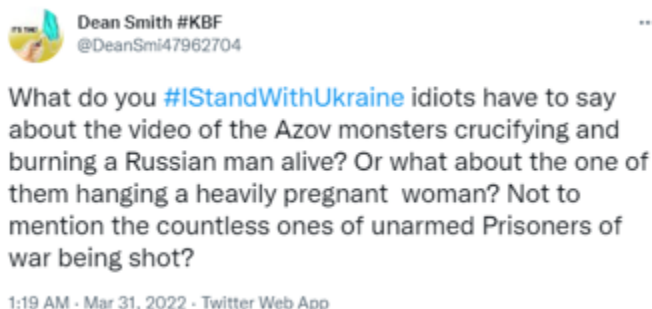 Dean Smith #KBF
@DeanSmi47962704
What do you #IStandWithUkraine idiots have to say
about the video of the Azov monsters crucifying and
burning a Russian man alive? Or what about the one of
them hanging a heavily pregnant woman? Not to
mention the countless ones of unarmed Prisoners of
war being shot?
1:19 AM · Mar 31, 2022 · Twitter Web App